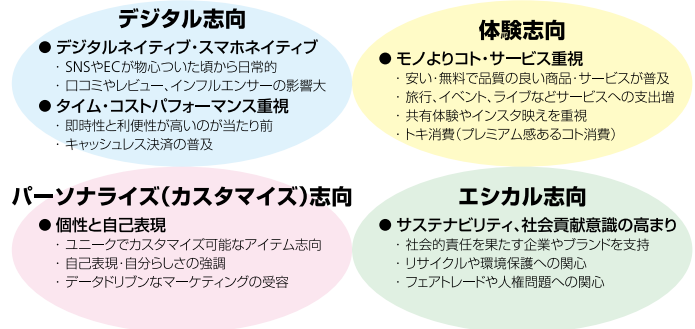 デジタル志向
● デジタルネイティブ・スマホネイティブ
・ SNSやECが物心ついた頃から日常的
・ 口コミやレビュー、インフルエンサーの影響大
● タイム・コストパフォーマンス重視
・ 即時性と利便性が高いのが当たり前
・ キャッシュレス決済の普及
体験志向
● モノよりコト・サービス重視
・ 安い・無料で品質の良い商品・サービスが普及
・ 旅行、イベント、ライブなどサービスへの支出増
・ 共有体験やインスタ映えを重視
・ トキ消費（プレミアム感あるコト消費）
パーソナライズ（カスタマイズ）志向
● 個性と自己表現
・ ユニークでカスタマイズ可能なアイテム志向
・ 自己表現・自分らしさの強調
・ データドリブンなマーケティングの受容
エシカル志向
● サステナビリティ、社会貢献意識の高まり
・ 社会的責任を果たす企業やブランドを支持
・ リサイクルや環境保護への関心
・ フェアトレードや人権問題への関心